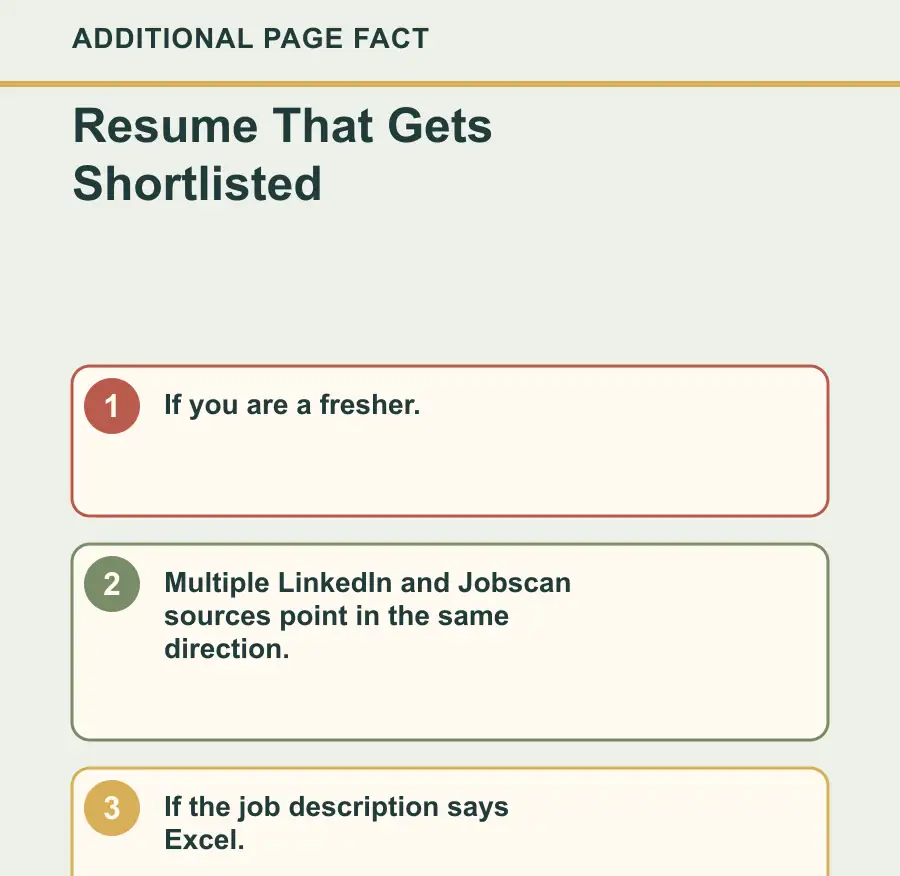 ADDITIONAL PAGE FACT
Resume That Gets
Shortlisted
1
If you are a fresher.
2
Multiple LinkedIn and Jobscan
sources point in the same
direction.
3
If the job description says
Excel.